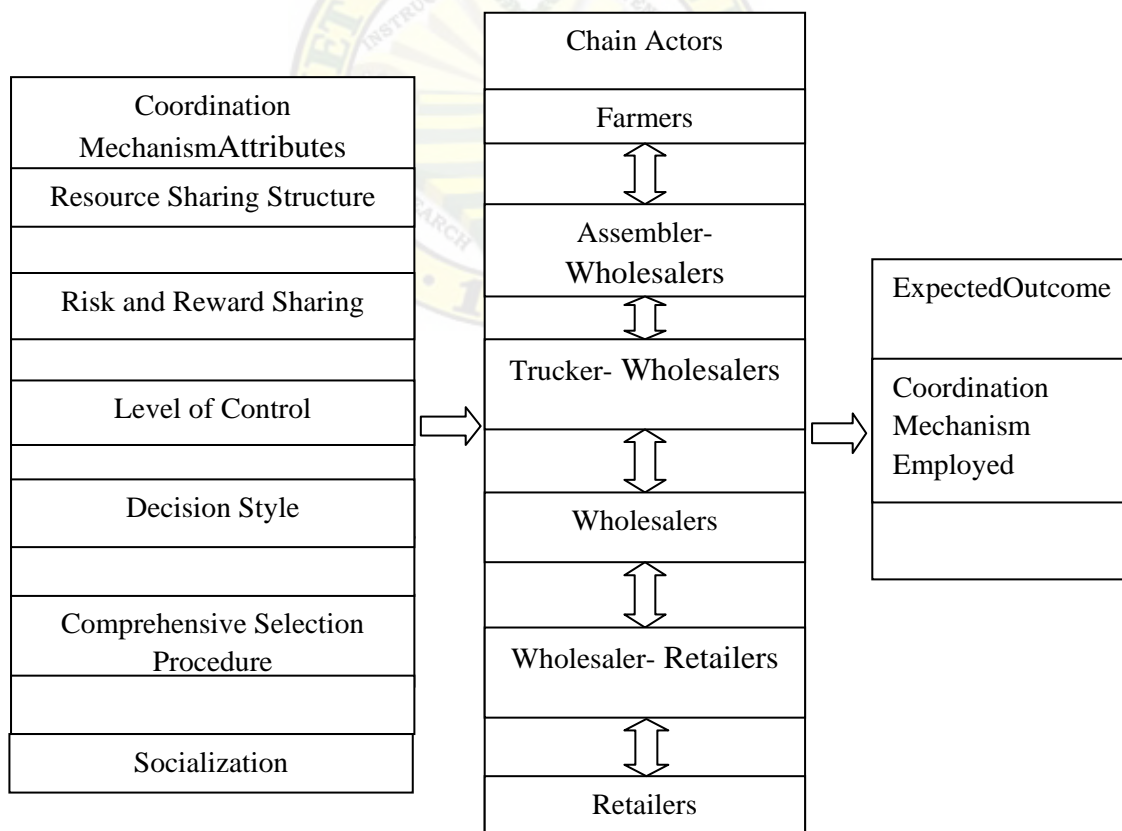 Coordination
MechanismAttributes
Resource Sharing Structure
Risk and Reward Sharing
Level of Control
Decision Style
Comprehensive Selection
Procedure
Socialization
Chain Actors
Farmers
Assembler-
Wholesalers
Trucker- Wholesalers
Wholesalers
Wholesaler- Retailers
Retailers
ExpectedOutcome
Coordination
Mechanism
Employed